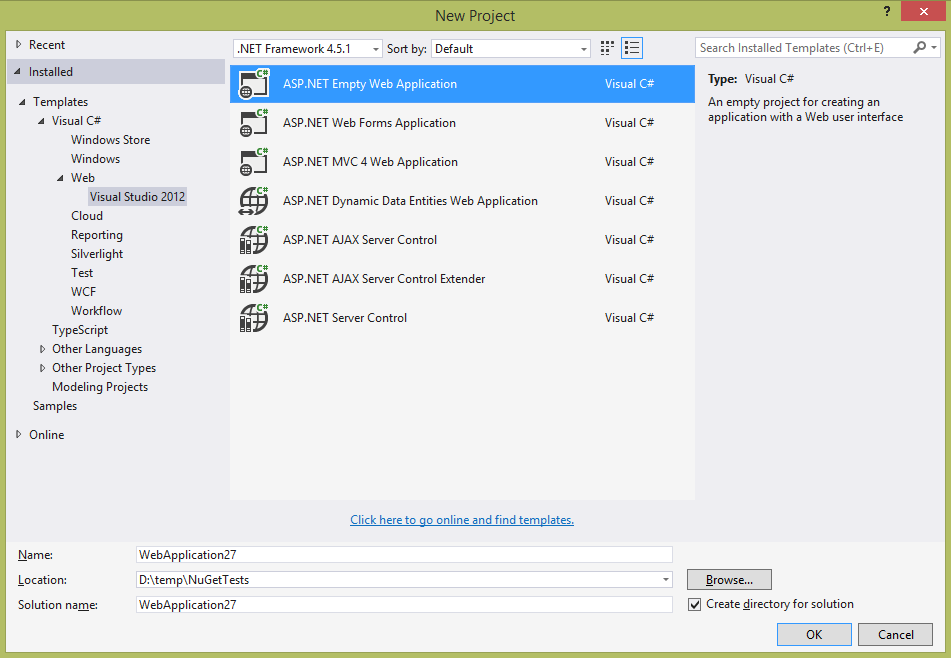 New Project
?
Recent
Installed
Templates
Visual C#
Windows Store
Windows
Web
Visual Studio 2012
Cloud
Reporting
Silverlight
Test
WCF
Workflow
TypeScript
Other Languages
Other Project Types
Modeling Projects
Samples
Online
.NET Framework 4.5.1 Sort by: Default
C# ASP.NET Empty Web Application Visual C#
C# ASP.NET Web Forms Application Visual C#
C# ASP.NET MVC 4 Web Application Visual C#
C# ASP.NET Dynamic Data Entities Web Application Visual C#
C# ASP.NET AJAX Server Control Visual C#
C# ASP.NET AJAX Server Control Extender Visual C#
C# ASP.NET Server Control Visual C#
Click here to go online and find templates.
Search Installed Templates (Ctrl+E)
Type: Visual C#
An empty project for creating an
application with a Web user interface
Name: WebApplication27
Location: D:\temp\NuGetTests Browse...
Solution name: WebApplication27 Create directory for solution
OK Cancel